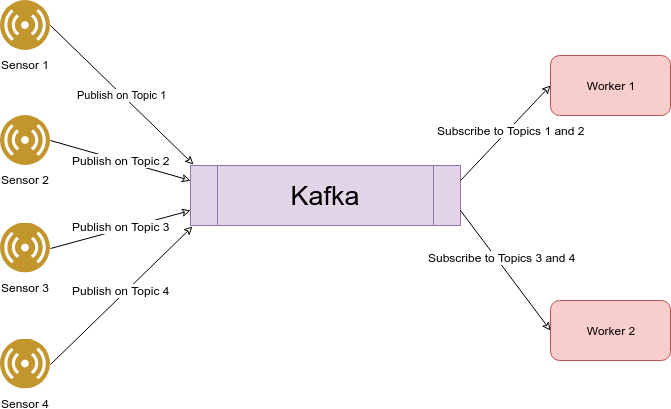 Sensor 1
Publish on Topic 1
Sensor 2
Publish on Topic 2
Sensor 3
Publish on Topic 3
Sensor 4
Publish on Topic 4
Kafka
Subscribe to Topics 1 and 2
Worker 1
Subscribe to Topics 3 and 4
Worker 2